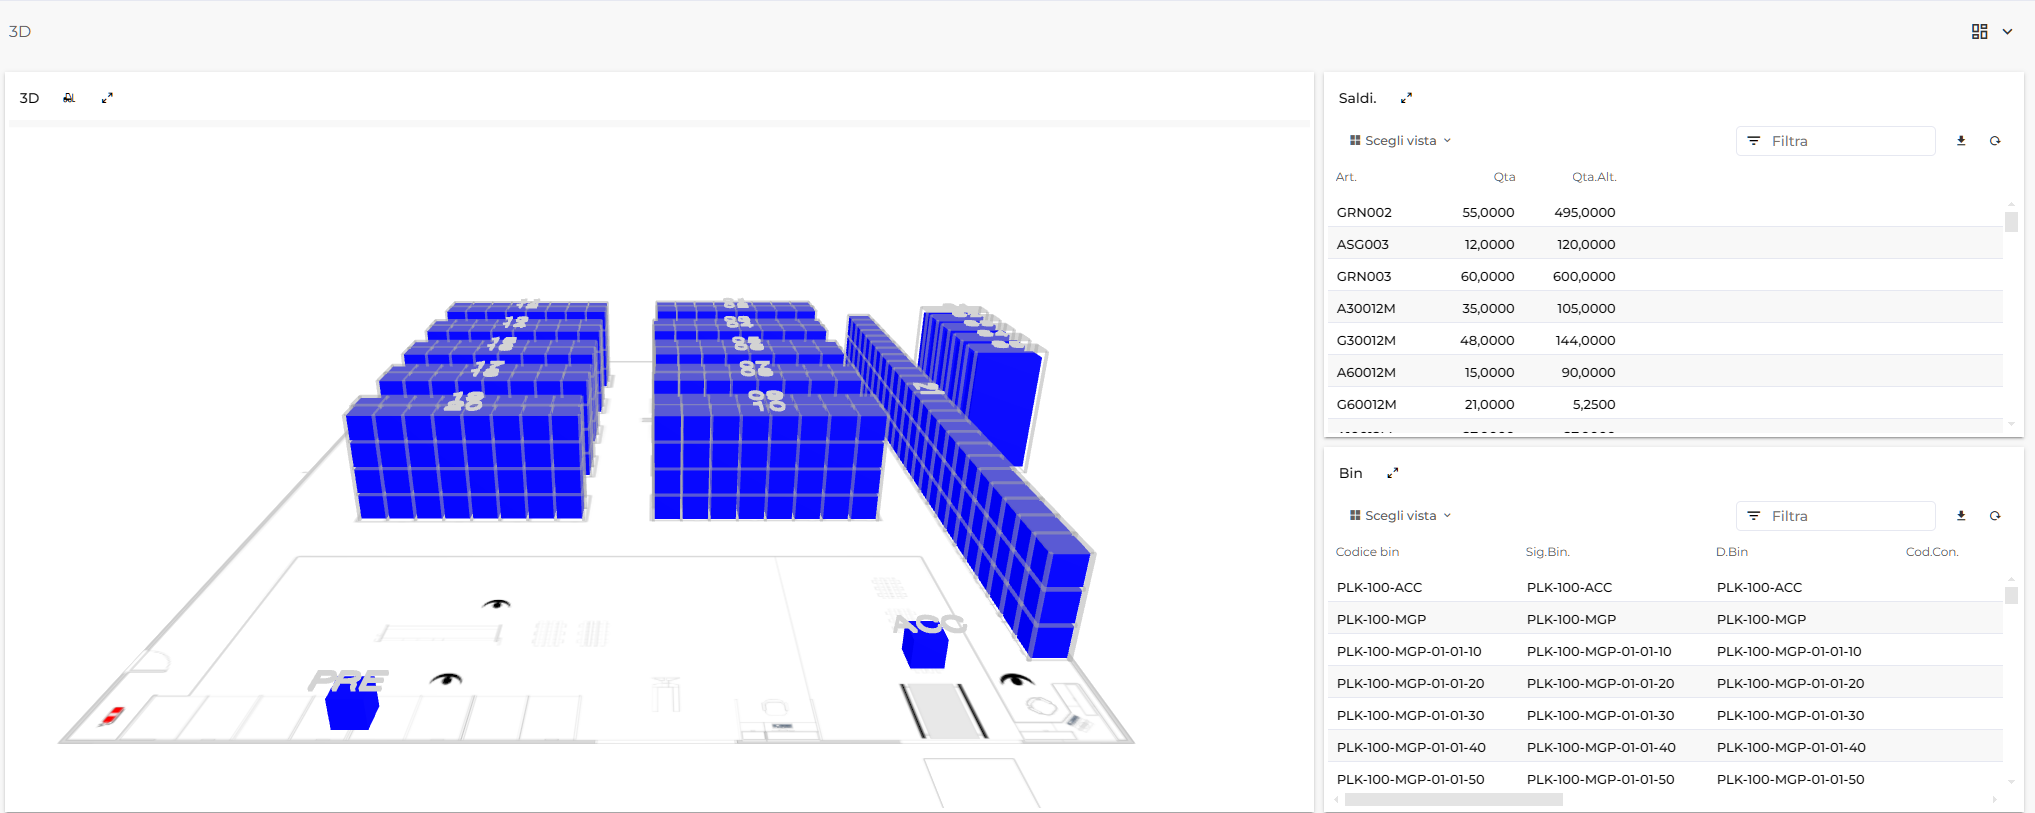 3D
3D
PRE
ACC
21
Saldi.
Scegli vista
Filtra
Art. Qta Qta.Alt.
GRN002 55,0000 495,0000
ASG003 12,0000 120,0000
GRN003 60,0000 600,0000
A30012M 35,0000 105,0000
G30012M 48,0000 144,0000
A60012M 15,0000 90,0000
G60012M 21,0000 5,2500
Bin
Scegli vista
Filtra
Codice bin Sig.Bin. D.Bin Cod.Con.
PLK-100-ACC PLK-100-ACC PLK-100-ACC
PLK-100-MGP PLK-100-MGP PLK-100-MGP
PLK-100-MGP-01-01-10 PLK-100-MGP-01-01-10 PLK-100-MGP-01-01-10
PLK-100-MGP-01-01-20 PLK-100-MGP-01-01-20 PLK-100-MGP-01-01-20
PLK-100-MGP-01-01-30 PLK-100-MGP-01-01-30 PLK-100-MGP-01-01-30
PLK-100-MGP-01-01-40 PLK-100-MGP-01-01-40 PLK-100-MGP-01-01-40
PLK-100-MGP-01-01-50 PLK-100-MGP-01-01-50 PLK-100-MGP-01-01-50